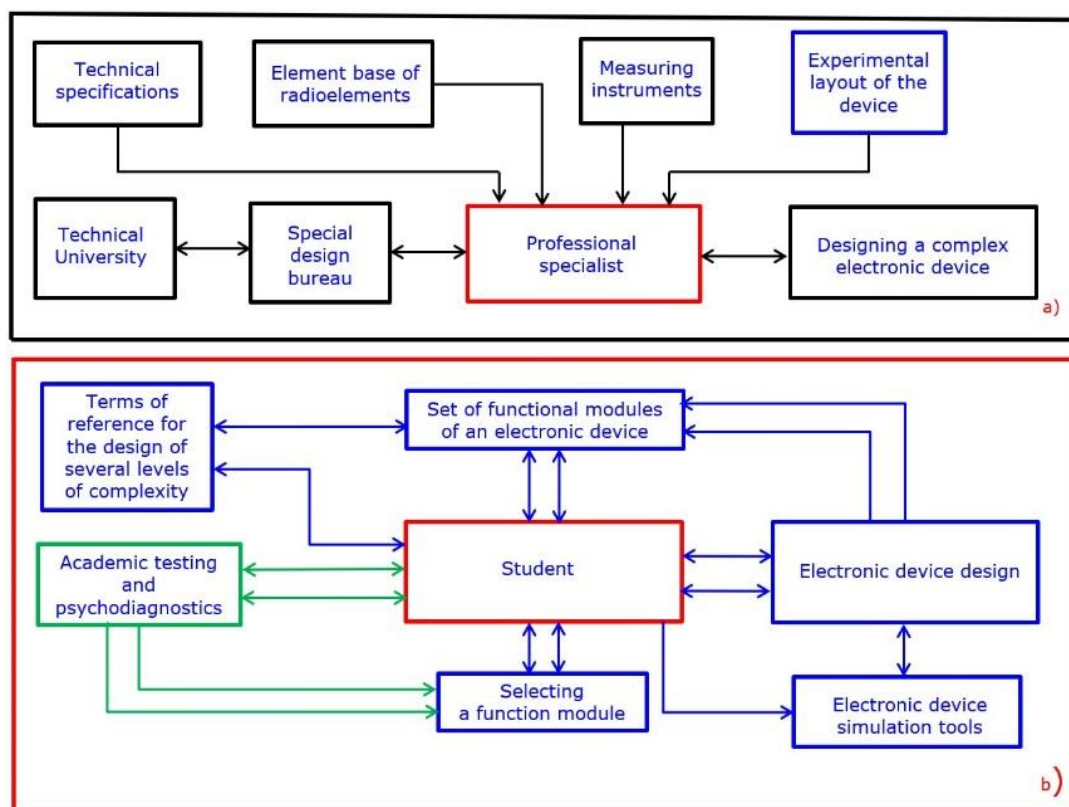 Technical
specifications
Element base of
radioelements
Measuring
instruments
Experimental
layout of the
device
Technical
University
Special
design
bureau
Professional
specialist
Designing a complex
electronic device
a)
Terms of
reference for
the design of
several levels
of complexity
Set of functional modules
of an electronic device
Academic testing
and
psychodiagnostics
Student
Electronic device design
Selecting
a function module
Electronic device
simulation tools
b)